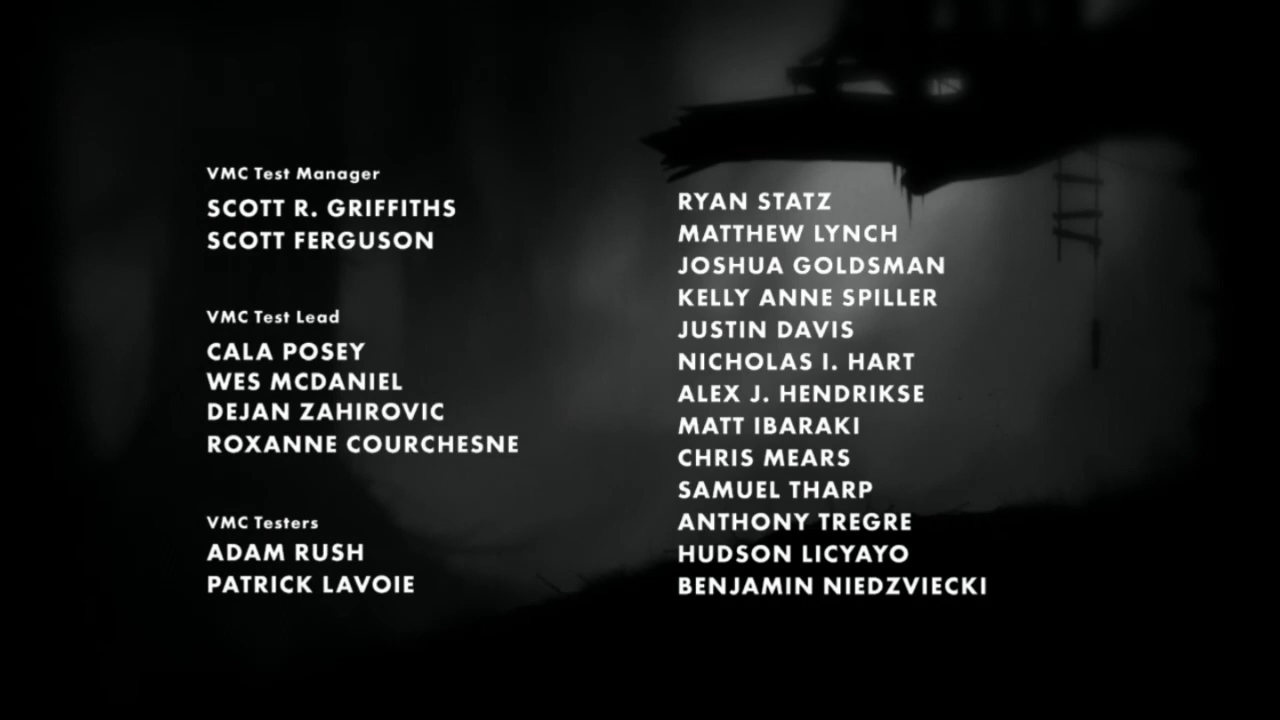 VMC Test Manager
SCOTT R. GRIFFITHS
SCOTT FERGUSON
VMC Test Lead
CALA POSEY
WES MCDANIEL
DEJAN ZAHIROVIC
ROXANNE COURCHESNE
VMC Testers
ADAM RUSH
PATRICK LAVOIE
RYAN STATZ
MATTHEW LYNCH
JOSHUA GOLDSMAN
KELLY ANNE SPILLER
JUSTIN DAVIS
NICHOLAS I. HART
ALEX J. HENDRIKSE
MATT IBARAKI
CHRIS MEARS
SAMUEL THARP
ANTHONY TREGRE
HUDSON LICYAYO
BENJAMIN NIEDZVIECKI